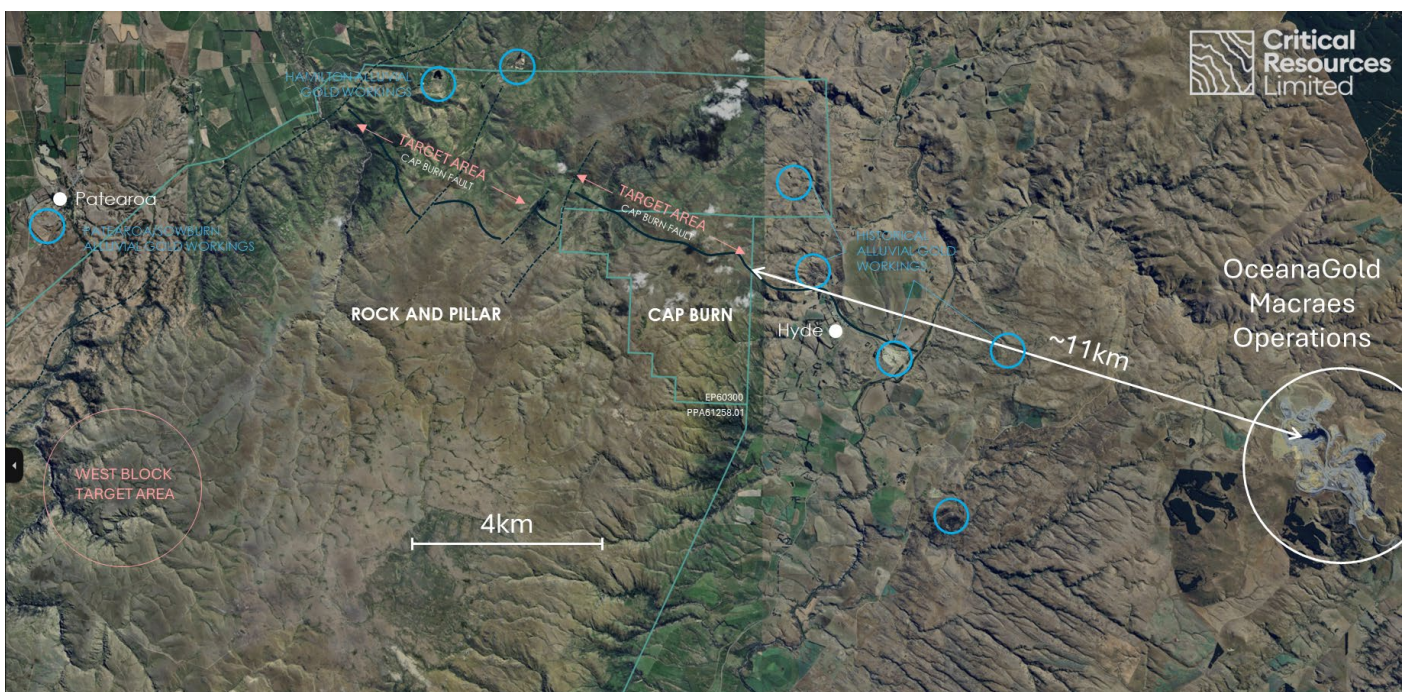 Critical
Resources
Limited
HAMILTON ALLUVIAL
GOLD WORKINGS
TARGET AREA
CAP BURN FAULT
TARGET AREA
CAP BURN FAULT
Patearoa
ALLUVIAL GOLD WORKINGS
HISTORICAL
ALLUVIAL GOLD
WORKINGS
OceanaGold
Macraes
Operations
ROCK AND PILLAR
CAP BURN
Hyde
~11km
EP60300
PPA61258.01
WEST BLOCK
TARGET AREA
4km